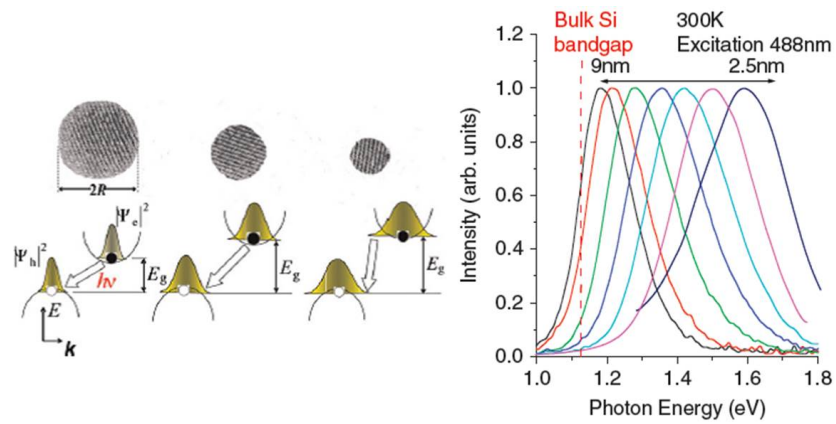 2R
|Ψe|²
|Ψh|²
hν
Eg
Eg
Eg
E
k
Bulk Si
bandgap
300K
Excitation 488nm
9nm
2.5nm
Intensity (arb. units)
1.2
1.0
0.8
0.6
0.4
0.2
0.0
1.0
1.2
1.4
1.6
1.8
Photon Energy (eV)